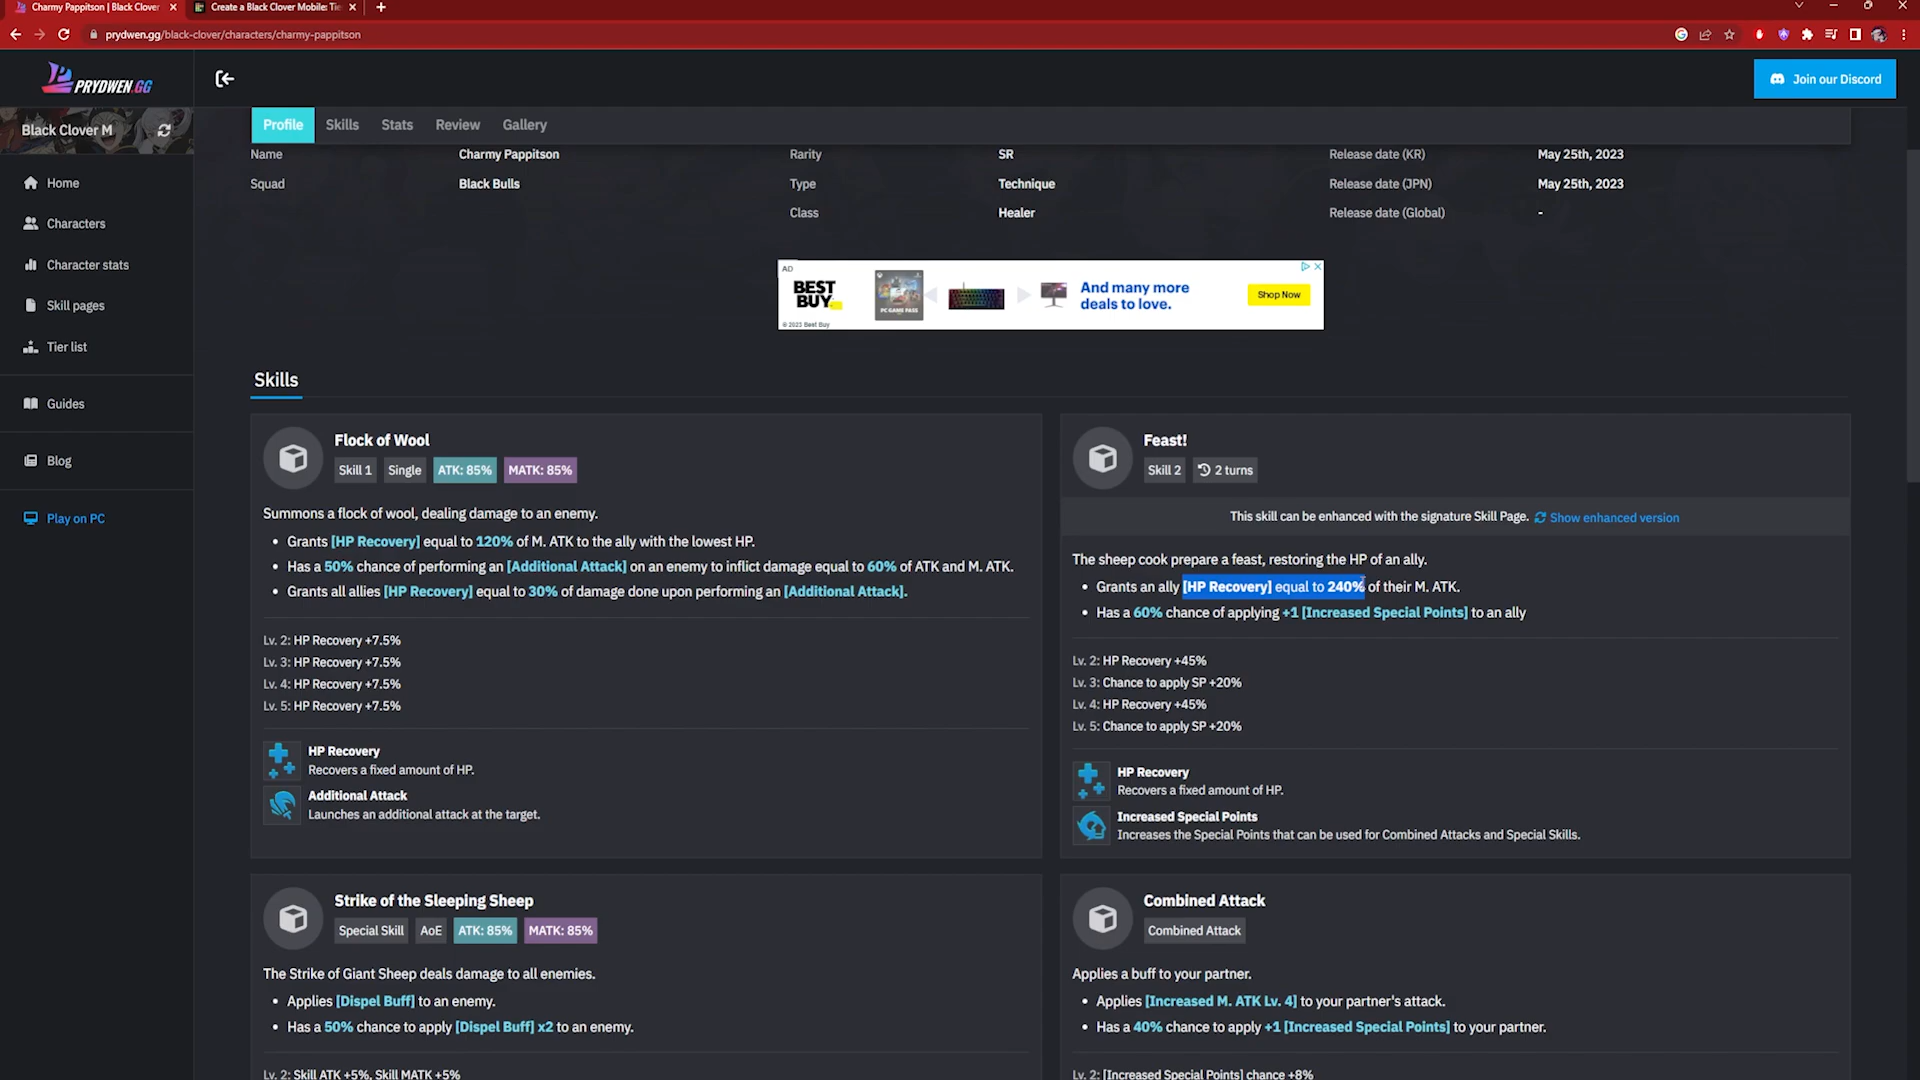 Charmy Pappitson | Black Clover
Create a Black Clover Mobile: Tie
prydwen.gg/black-clover/characters/charmy-pappitson
PRYDWEN.GG
Join our Discord
Black Clover M
Home
Characters
Character stats
Skill pages
Tier list
Guides
Blog
Play on PC
Profile Skills Stats Review Gallery
Name Charmy Pappitson Rarity SR Release date (KR) May 25th, 2023
Squad Black Bulls Type Technique Release date (JPN) May 25th, 2023
Class Healer Release date (Global) -
AD
BEST BUY
© 2023 Best Buy
PC GAME PASS
And many more
deals to love.
Shop Now
Skills
Flock of Wool
Skill 1 Single ATK: 85% MATK: 85%
Summons a flock of wool, dealing damage to an enemy.
• Grants [HP Recovery] equal to 120% of M. ATK to the ally with the lowest HP.
• Has a 50% chance of performing an [Additional Attack] on an enemy to inflict damage equal to 60% of ATK and M. ATK.
• Grants all allies [HP Recovery] equal to 30% of damage done upon performing an [Additional Attack].
Lv. 2: HP Recovery +7.5%
Lv. 3: HP Recovery +7.5%
Lv. 4: HP Recovery +7.5%
Lv. 5: HP Recovery +7.5%
HP Recovery
Recovers a fixed amount of HP.
Additional Attack
Launches an additional attack at the target.
Feast!
Skill 2 2 turns
This skill can be enhanced with the signature Skill Page. Show enhanced version
The sheep cook prepare a feast, restoring the HP of an ally.
• Grants an ally [HP Recovery] equal to 240% of their M. ATK.
• Has a 60% chance of applying +1 [Increased Special Points] to an ally
Lv. 2: HP Recovery +45%
Lv. 3: Chance to apply SP +20%
Lv. 4: HP Recovery +45%
Lv. 5: Chance to apply SP +20%
HP Recovery
Recovers a fixed amount of HP.
Increased Special Points
Increases the Special Points that can be used for Combined Attacks and Special Skills.
Strike of the Sleeping Sheep
Special Skill AoE ATK: 85% MATK: 85%
The Strike of Giant Sheep deals damage to all enemies.
• Applies [Dispel Buff] to an enemy.
• Has a 50% chance to apply [Dispel Buff] x2 to an enemy.
Lv. 2: Skill ATK +5%, Skill MATK +5%
Combined Attack
Combined Attack
Applies a buff to your partner.
• Applies [Increased M. ATK Lv. 4] to your partner's attack.
• Has a 40% chance to apply +1 [Increased Special Points] to your partner.
Lv. 2: [Increased Special Points] chance +8%